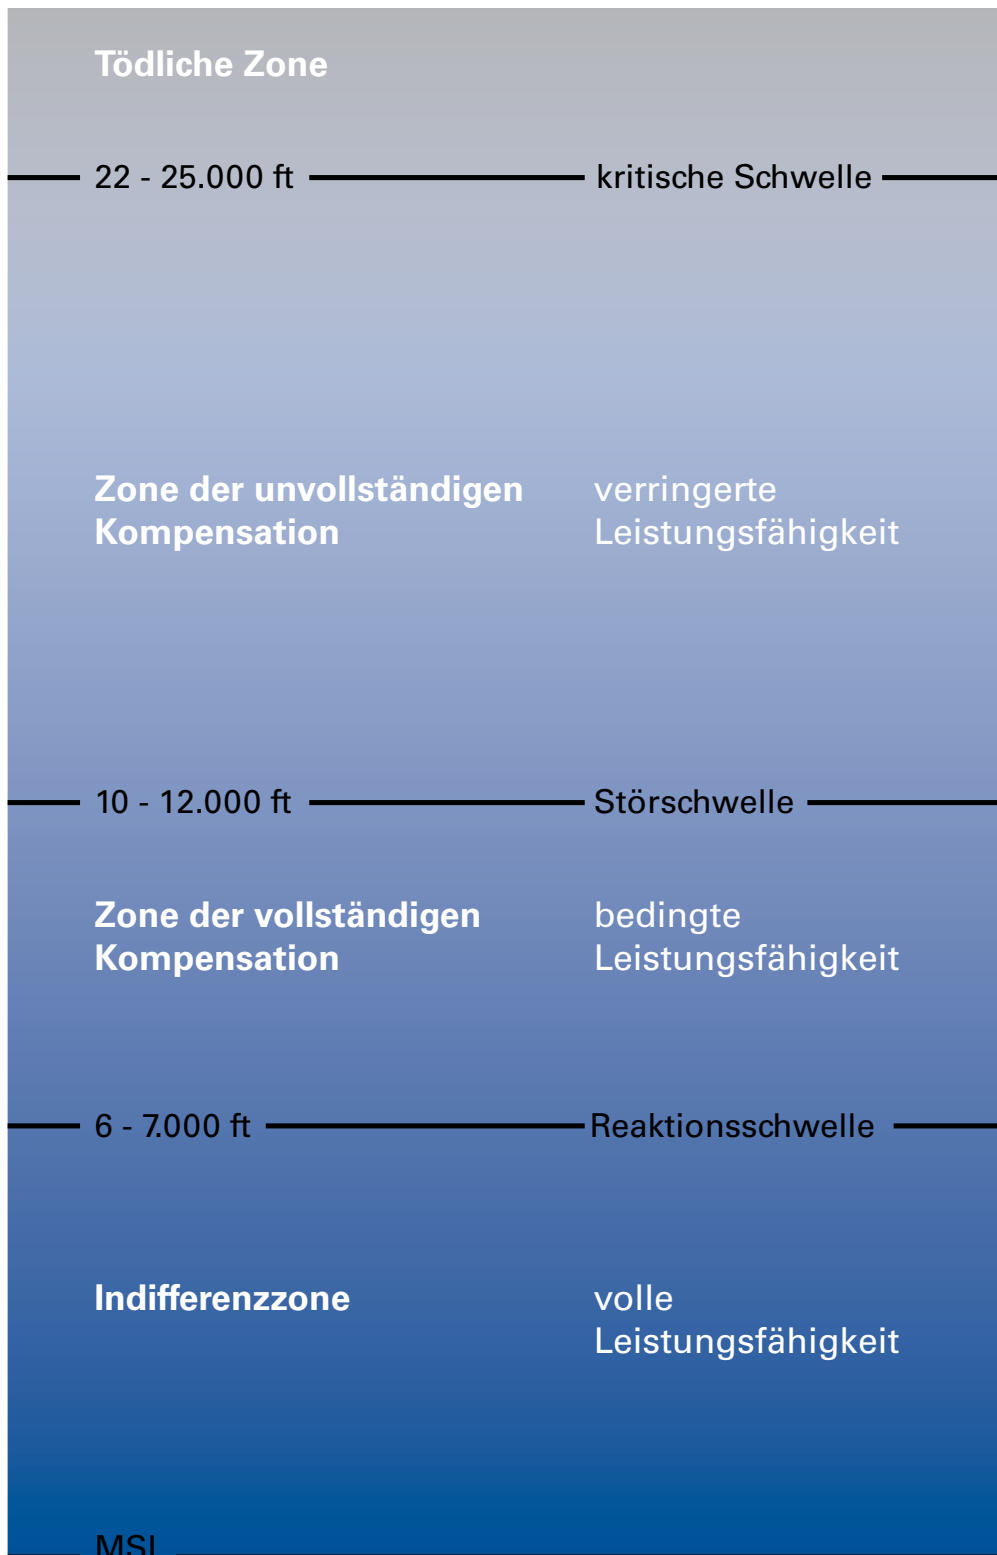 Tödliche Zone
22 - 25.000 ft kritische Schwelle
Zone der unvollständigen verringerte
Kompensation Leistungsfähigkeit
10 - 12.000 ft Störschwelle
Zone der vollständigen bedingte
Kompensation Leistungsfähigkeit
6 - 7.000 ft Reaktionsschwelle
Indifferenzzone volle
Leistungsfähigkeit
MSL